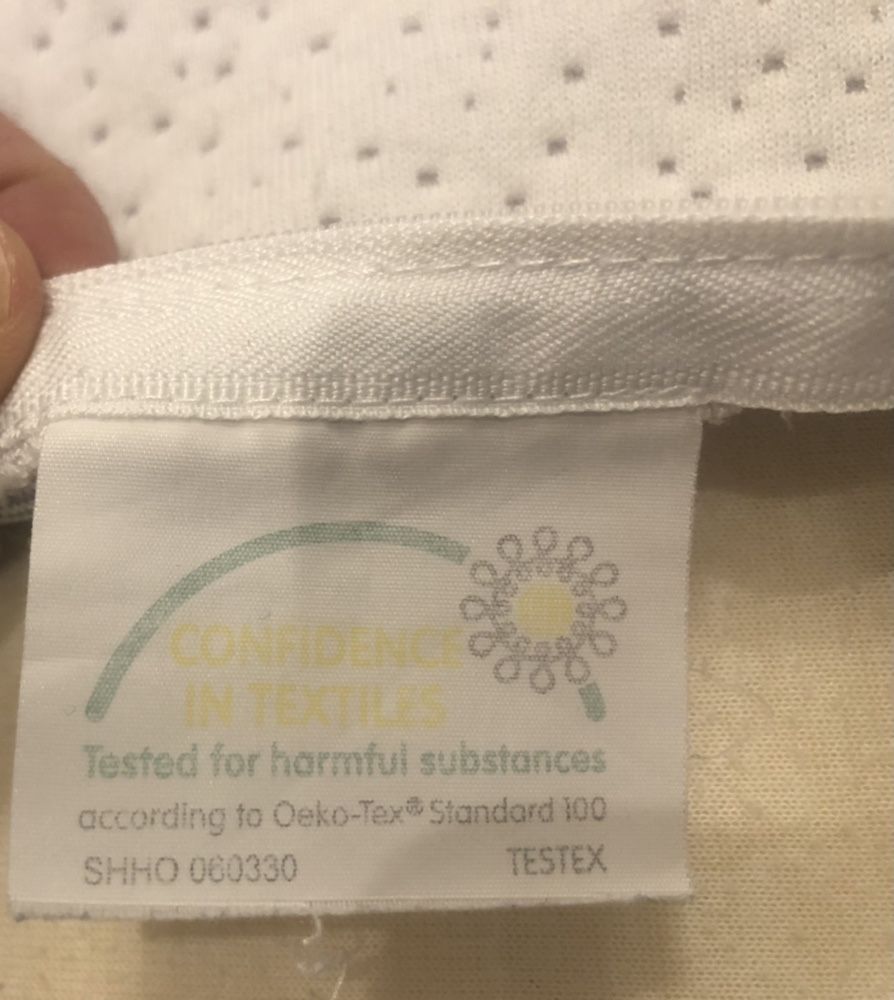 CONFIDENCE
IN TEXTILES
Tested for harmful substances
according to Oeko-Tex® Standard 100
SHHO 060330 TESTEX